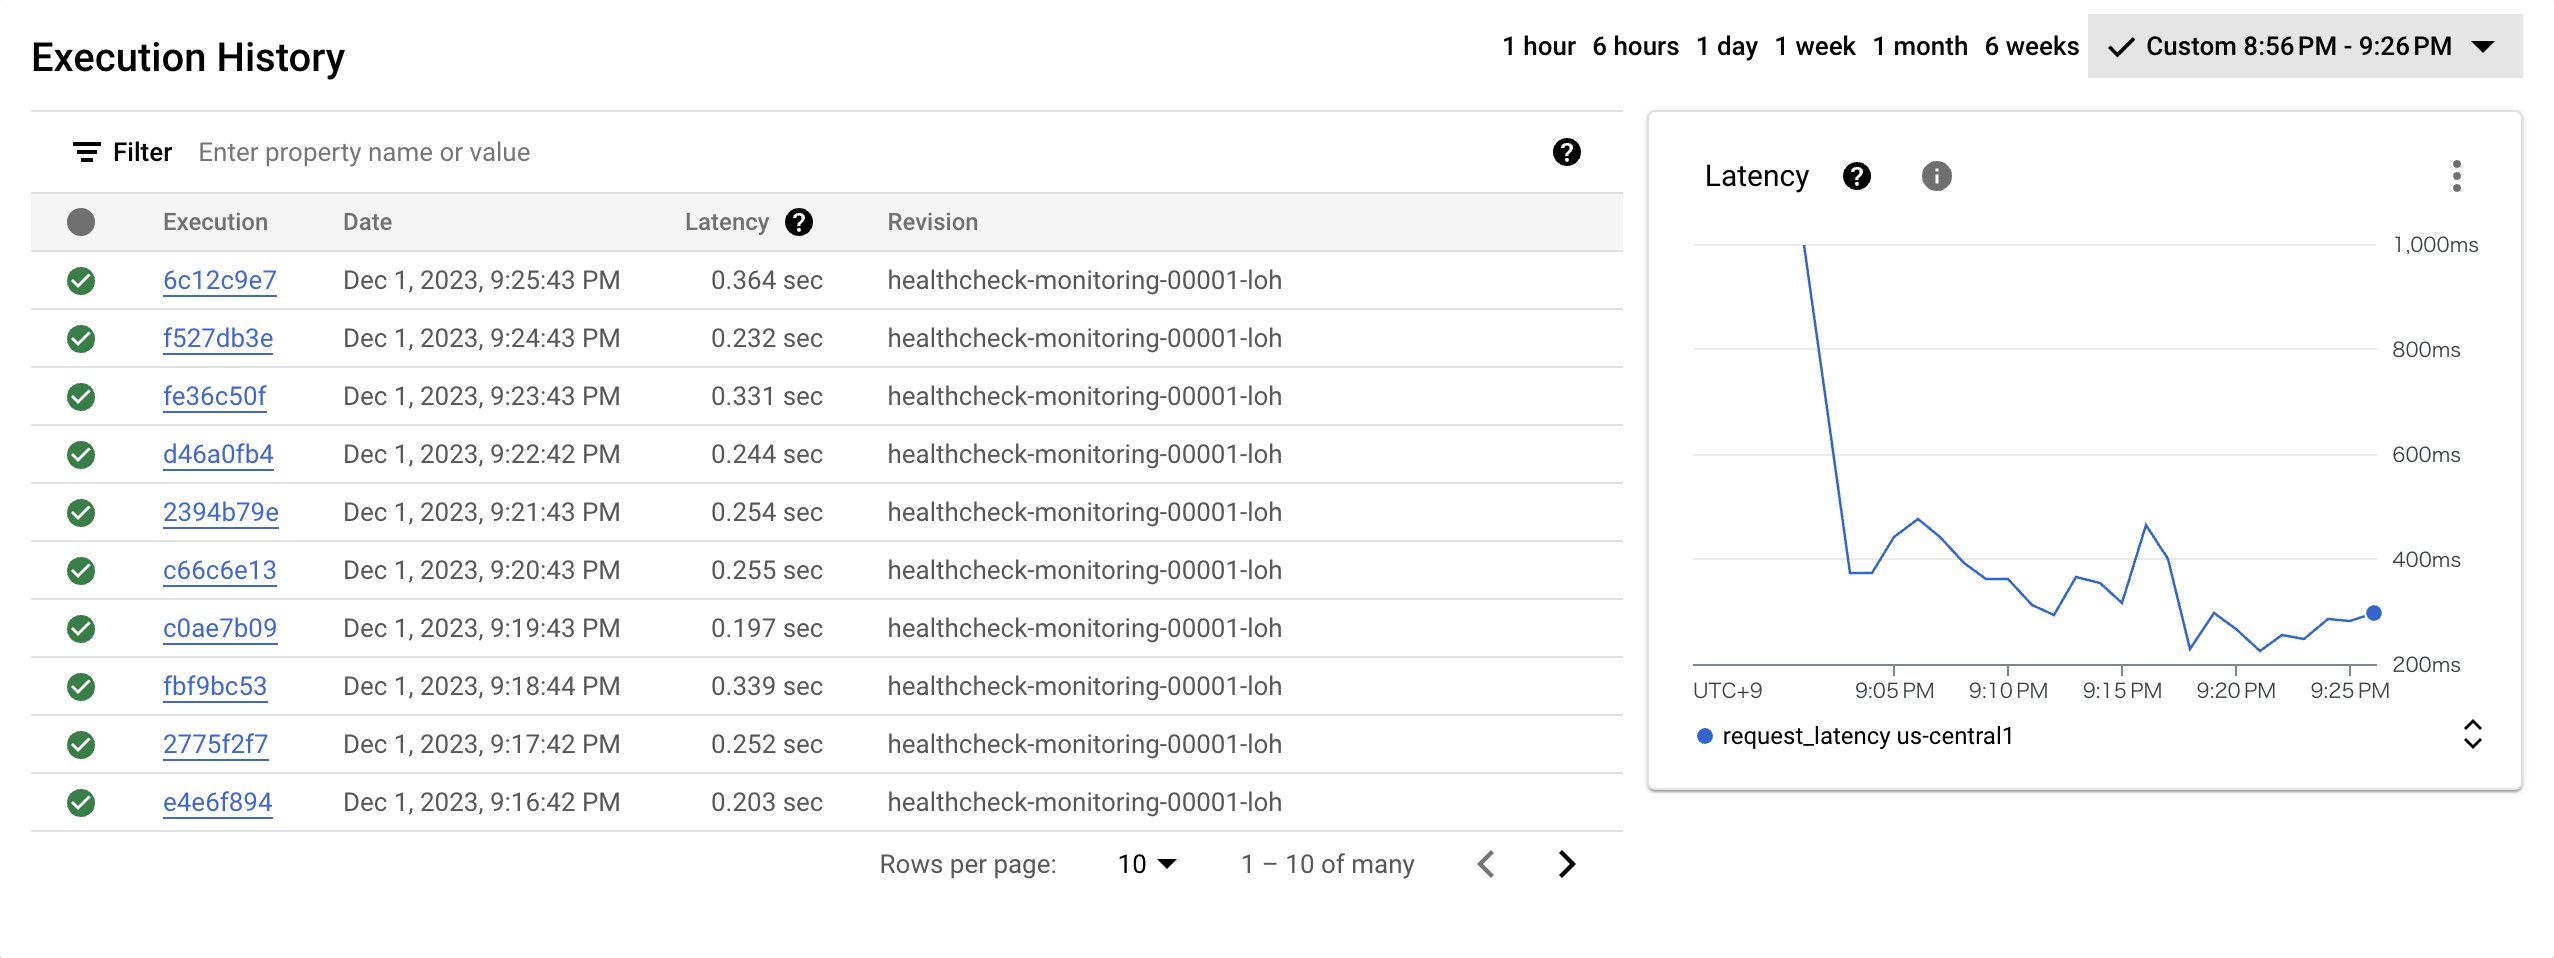 Execution History
1 hour 6 hours 1 day 1 week 1 month 6 weeks Custom 8:56 PM - 9:26 PM
Filter Enter property name or value
Execution Date Latency Revision
6c12c9e7 Dec 1, 2023, 9:25:43 PM 0.364 sec healthcheck-monitoring-00001-loh
f527db3e Dec 1, 2023, 9:24:43 PM 0.232 sec healthcheck-monitoring-00001-loh
fe36c50f Dec 1, 2023, 9:23:43 PM 0.331 sec healthcheck-monitoring-00001-loh
d46a0fb4 Dec 1, 2023, 9:22:42 PM 0.244 sec healthcheck-monitoring-00001-loh
2394b79e Dec 1, 2023, 9:21:43 PM 0.254 sec healthcheck-monitoring-00001-loh
c66c6e13 Dec 1, 2023, 9:20:43 PM 0.255 sec healthcheck-monitoring-00001-loh
c0ae7b09 Dec 1, 2023, 9:19:43 PM 0.197 sec healthcheck-monitoring-00001-loh
fbf9bc53 Dec 1, 2023, 9:18:44 PM 0.339 sec healthcheck-monitoring-00001-loh
2775f2f7 Dec 1, 2023, 9:17:42 PM 0.252 sec healthcheck-monitoring-00001-loh
e4e6f894 Dec 1, 2023, 9:16:42 PM 0.203 sec healthcheck-monitoring-00001-loh
Rows per page: 10 1 – 10 of many
Latency
1,000ms
800ms
600ms
400ms
200ms
UTC+9 9:05 PM 9:10 PM 9:15 PM 9:20 PM 9:25 PM
request_latency us-central1